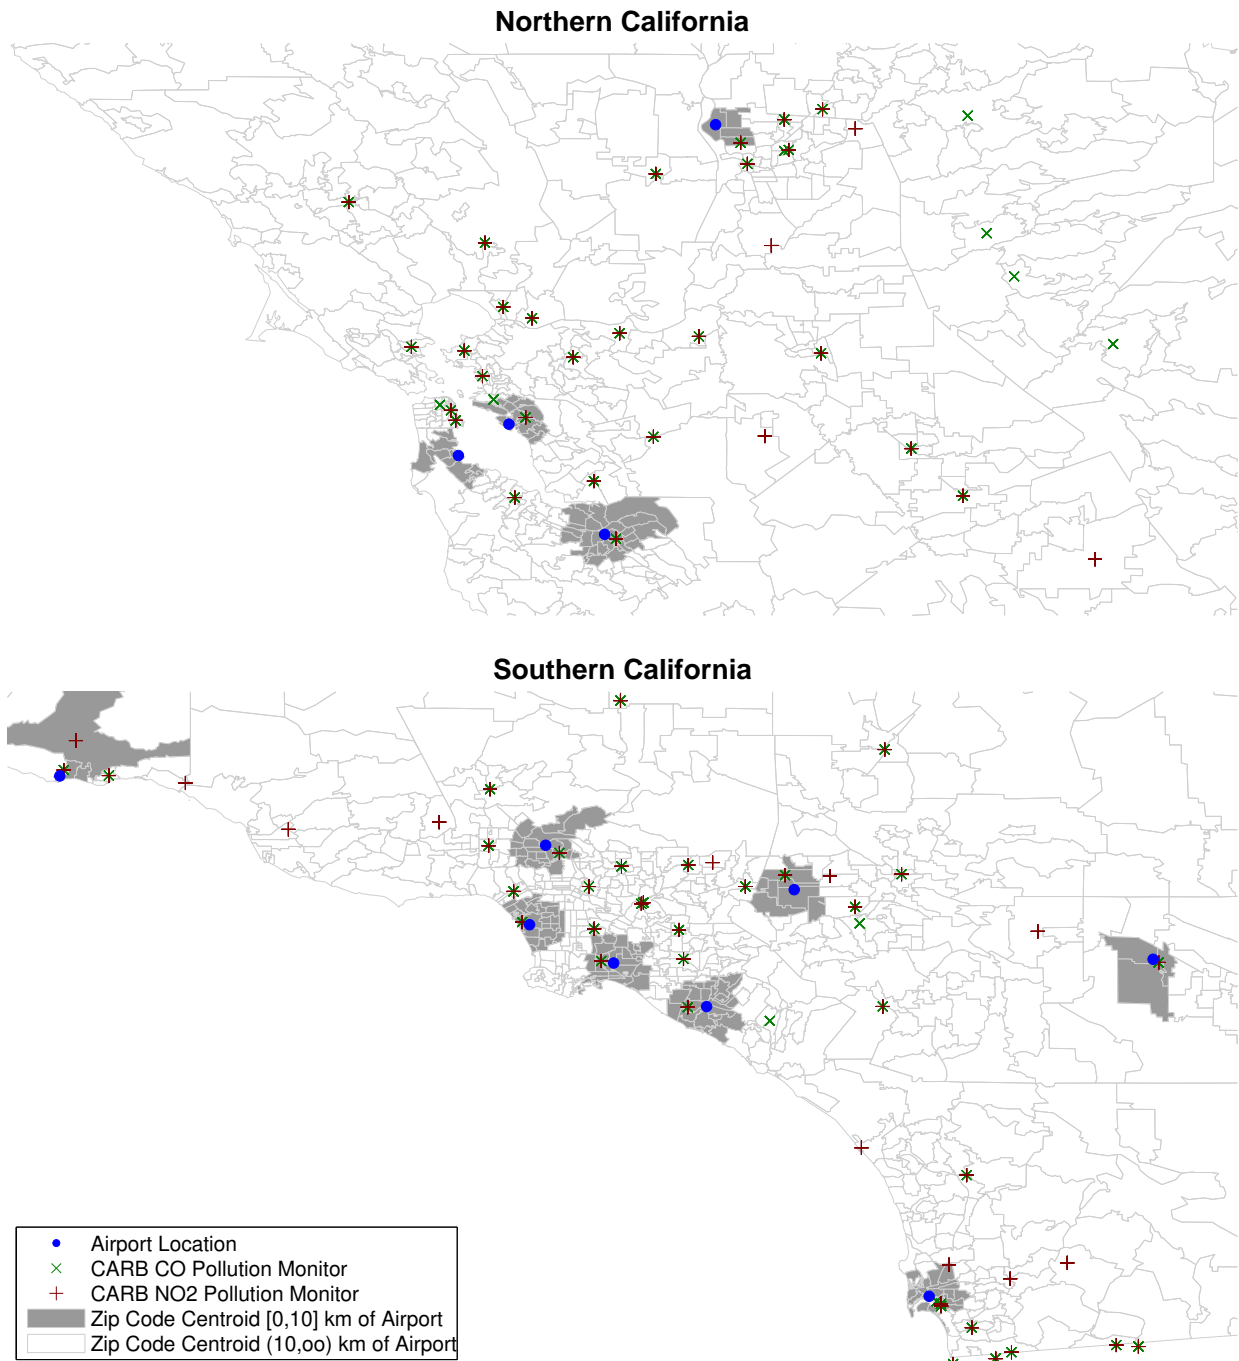 Northern California
Southern California
Airport Location
CARB CO Pollution Monitor
CARB NO2 Pollution Monitor
Zip Code Centroid [0,10] km of Airport
Zip Code Centroid (10,oo) km of Airport